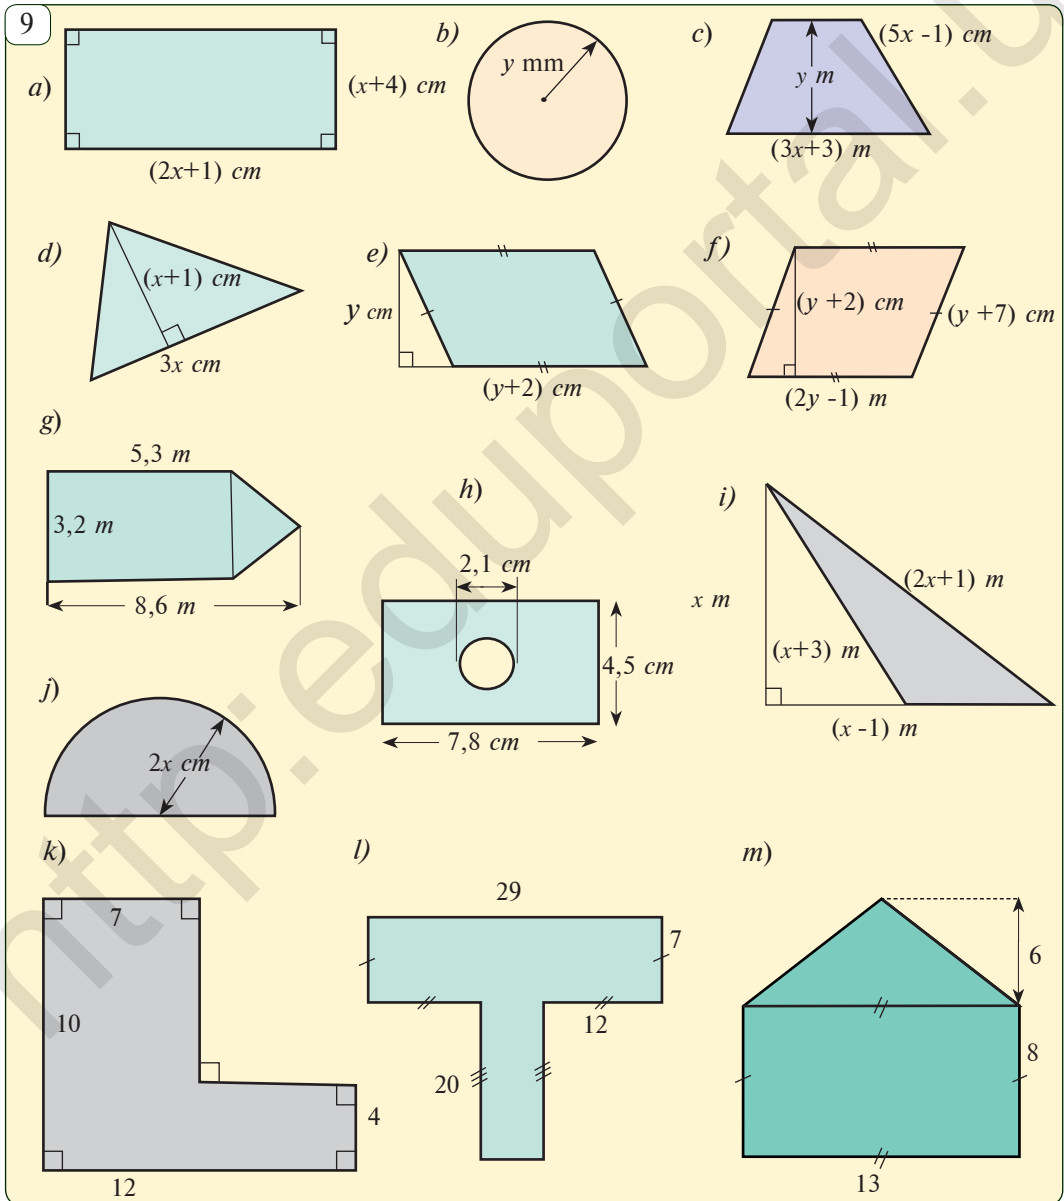 9
a)
(x+4) cm
(2x+1) cm
b)
y mm
c)
(5x -1) cm
y m
(3x+3) m
d)
(x+1) cm
3x cm
e)
y cm
(y+2) cm
f)
(y +2) cm
(y +7) cm
(2y -1) m
g)
5,3 m
3,2 m
8,6 m
h)
2,1 cm
4,5 cm
7,8 cm
i)
x m
(2x+1) m
(x+3) m
(x -1) m
j)
2x cm
k)
7
10
4
12
l)
29
7
12
20
m)
6
8
13
http:eduportal.u